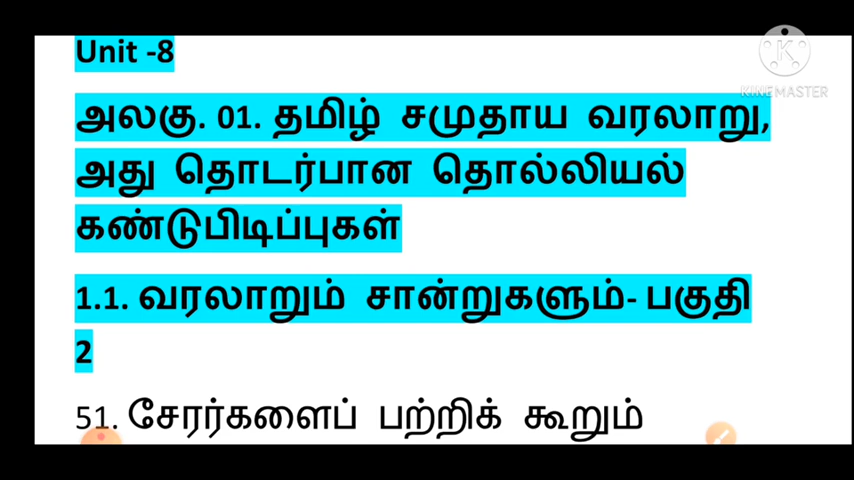 Unit -8
K
KINEMASTER
அலகு. 01. தமிழ் சமுதாய வரலாறு,
அது தொடர்பான தொல்லியல்
கண்டுபிடிப்புகள்
1.1. வரலாறும் சான்றுகளும்- பகுதி
2
51. சேரர்களைப் பற்றிக் கூறும்